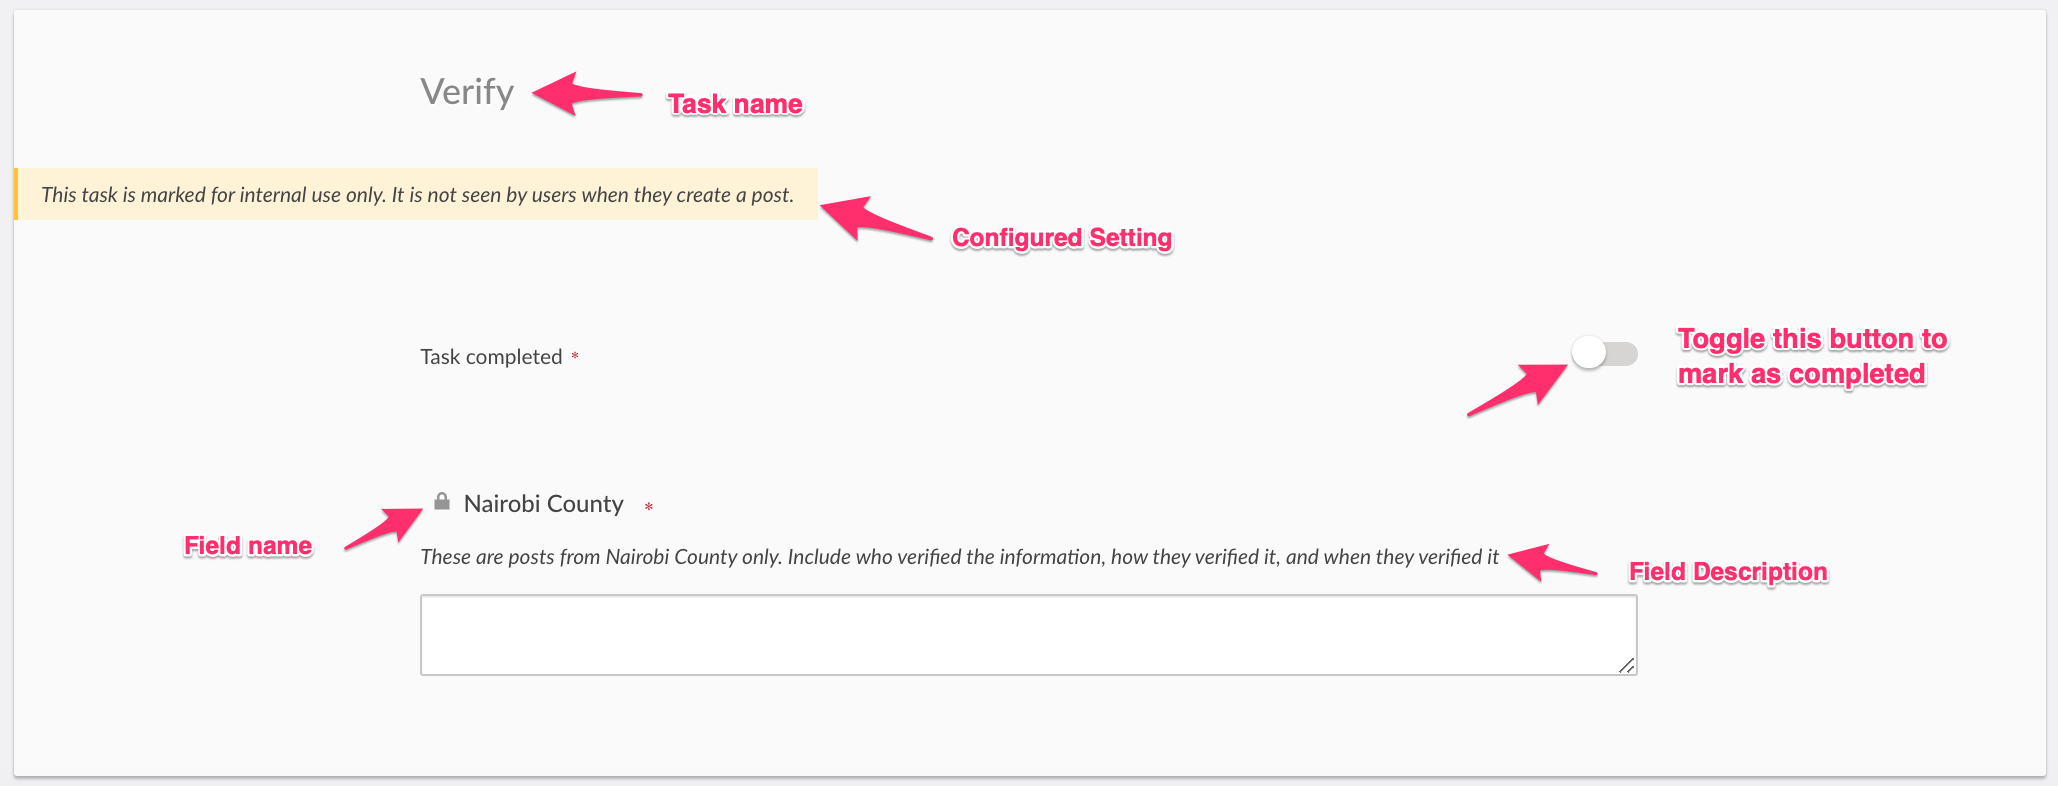 Verify
Task name
This task is marked for internal use only. It is not seen by users when they create a post.
Configured Setting
Task completed *
Toggle this button to
mark as completed
Nairobi County *
Field name
These are posts from Nairobi County only. Include who verified the information, how they verified it, and when they verified it
Field Description